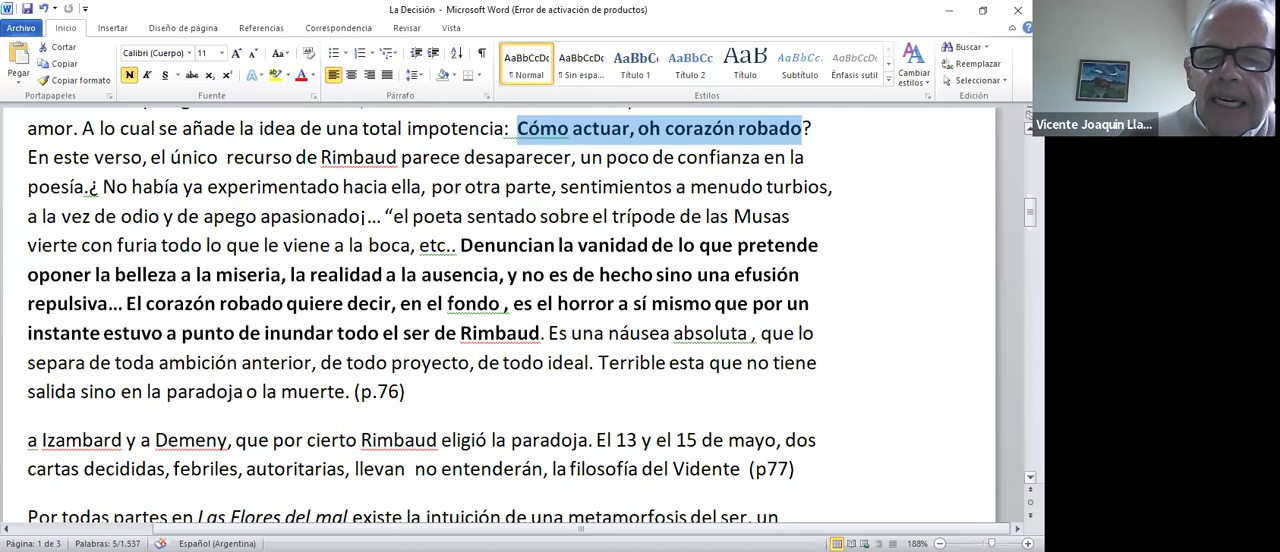 La Decisión - Microsoft Word (Error de activación de productos)
Archivo Inicio Insertar Diseño de página Referencias Correspondencia Revisar Vista
Cortar
Copiar
Copiar formato
Pegar
Portapapeles
Calibri (Cuerpo) 11
Fuente
Párrafo
AaBbCcDc AaBbCcDc AaBbC AaBbCc AaB AaBbCc. AaBbCcDc
¶ Normal ¶ Sin espa... Título 1 Título 2 Título Subtítulo Énfasis sutil
Cambiar estilos
Estilos
Buscar
Reemplazar
Seleccionar
Edición
Vicente Joaquin Lla...
amor. A lo cual se añade la idea de una total impotencia: Cómo actuar, oh corazón robado?
En este verso, el único recurso de Rimbaud parece desaparecer, un poco de confianza en la
poesía.¿ No había ya experimentado hacia ella, por otra parte, sentimientos a menudo turbios,
a la vez de odio y de apego apasionado¡... “el poeta sentado sobre el trípode de las Musas
vierte con furia todo lo que le viene a la boca, etc.. Denuncian la vanidad de lo que pretende
oponer la belleza a la miseria, la realidad a la ausencia, y no es de hecho sino una efusión
repulsiva... El corazón robado quiere decir, en el fondo , es el horror a sí mismo que por un
instante estuvo a punto de inundar todo el ser de Rimbaud. Es una náusea absoluta , que lo
separa de toda ambición anterior, de todo proyecto, de todo ideal. Terrible esta que no tiene
salida sino en la paradoja o la muerte. (p.76)
a Izambard y a Demeny, que por cierto Rimbaud eligió la paradoja. El 13 y el 15 de mayo, dos
cartas decididas, febriles, autoritarias, llevan no entenderán, la filosofía del Vidente (p77)
Por todas partes en Las Flores del mal existe la intuición de una metamorfosis del ser, un
Página: 1 de 3 Palabras: 5/1.537 Español (Argentina) 188%